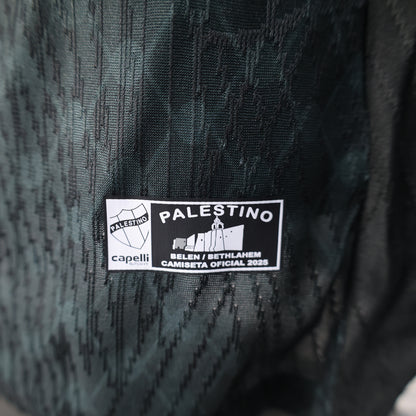 PALESTINO
capelli
PALESTINO
BELEN / BETHLAHEM
CAMISETA OFICIAL 2025